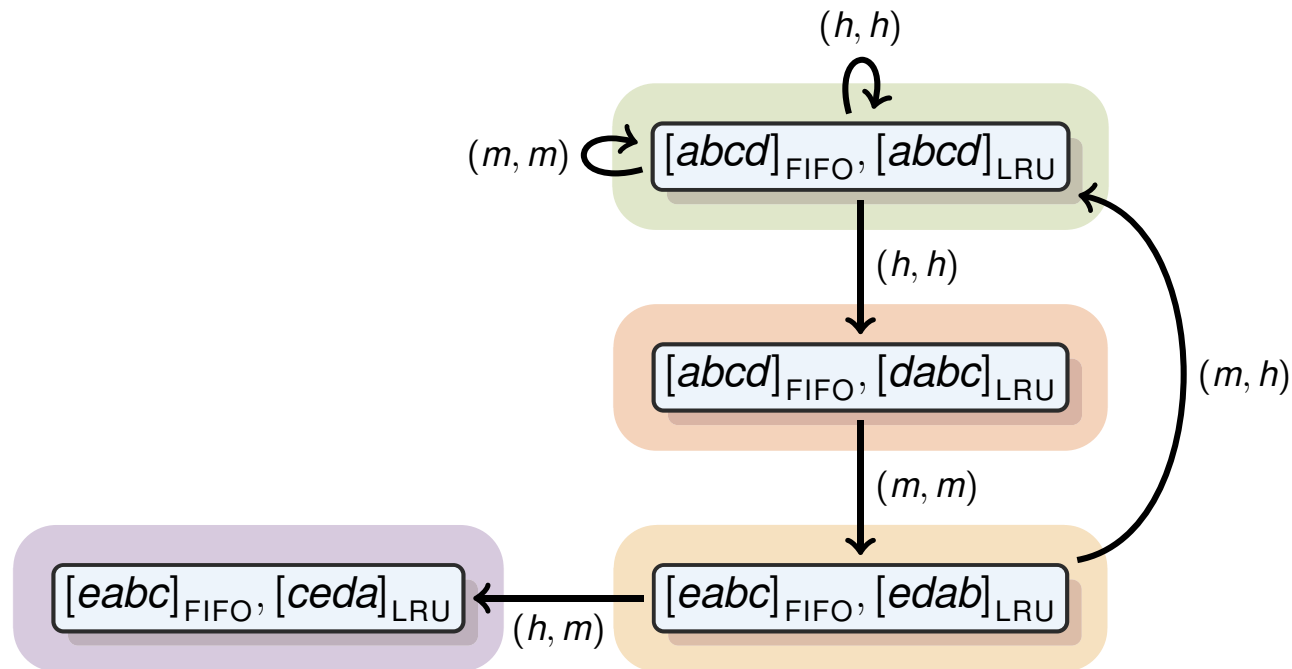 (h, h)
(m, m)
[abcd]FIFO, [abcd]LRU
(h, h)
[abcd]FIFO, [dabc]LRU
(m, h)
(m, m)
[eabc]FIFO, [ceda]LRU
(h, m)
[eabc]FIFO, [edab]LRU